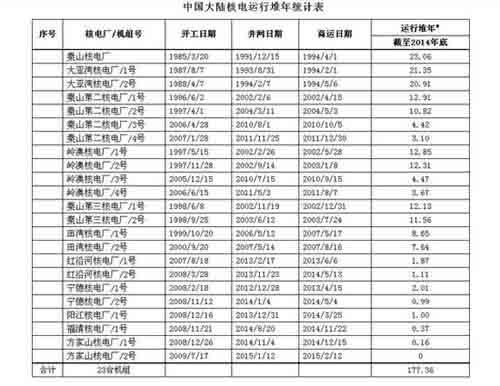 中国大陆核电运行堆年统计表
序号 核电厂/机组号 开工日期 并网日期 商运日期 运行堆年*
截至2014年底
秦山核电厂 1985/3/20 1991/12/15 1994/4/1 23.06
大亚湾核电厂/1号 1987/8/7 1993/8/31 1994/2/1 21.35
大亚湾核电厂/2号 1988/4/7 1994/2/7 1994/5/6 20.91
秦山第二核电厂/1号 1996/6/2 2002/2/6 2002/4/15 12.91
秦山第二核电厂/2号 1997/4/1 2004/3/11 2004/5/3 10.82
秦山第二核电厂/3号 2006/4/28 2010/8/1 2010/10/5 4.42
秦山第二核电厂/4号 2007/1/28 2011/11/25 2011/12/30 3.10
岭澳核电厂/1号 1997/5/15 2002/2/26 2002/5/28 12.85
岭澳核电厂/2号 1997/11/28 2002/9/14 2003/1/8 12.31
岭澳核电厂/3号 2005/12/15 2010/7/15 2010/9/15 4.47
岭澳核电厂/4号 2006/6/15 2011/5/3 2011/8/7 3.67
秦山第三核电厂/1号 1998/6/8 2002/11/19 2002/12/31 12.13
秦山第三核电厂/2号 1998/9/25 2003/6/12 2003/7/24 11.56
田湾核电厂/1号 1999/10/20 2006/5/12 2007/5/17 8.65
田湾核电厂/2号 2000/9/20 2007/5/14 2007/8/16 7.64
红沿河核电厂/1号 2007/8/18 2013/2/17 2013/6/6 1.87
红沿河核电厂/2号 2008/3/28 2013/11/23 2014/5/13 1.11
宁德核电厂/1号 2008/2/18 2012/12/28 2013/4/15 2.01
宁德核电厂/2号 2008/11/12 2014/1/4 2014/5/4 0.99
阳江核电厂/1号 2008/12/16 2013/12/31 2014/3/25 1.00
福清核电厂/1号 2008/11/21 2014/8/20 2014/11/22 0.37
方家山核电厂/1号 2008/12/26 2014/11/4 2014/12/15 0.16
方家山核电厂/2号 2009/7/17 2015/1/12 2015/2/12 0
合计 23台机组 177.36